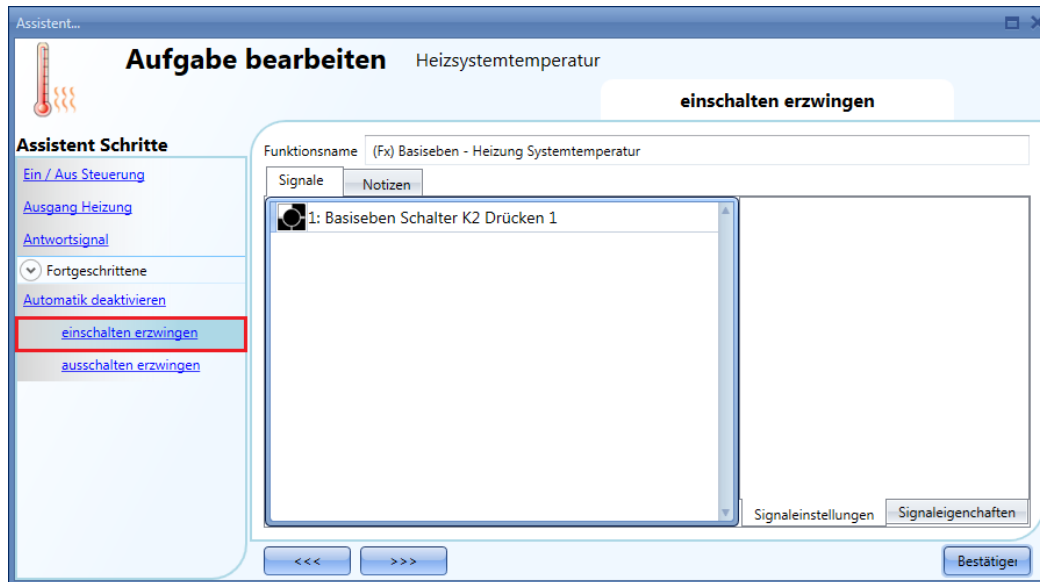 Assistent...
Aufgabe bearbeiten Heizsystemtemperatur
einschalten erzwingen
Assistent Schritte
Ein / Aus Steuerung
Ausgang Heizung
Antwortsignal
Fortgeschrittene
Automatik deaktivieren
einschalten erzwingen
ausschalten erzwingen
Funktionsname (Fx) Basiseben - Heizung Systemtemperatur
Signale Notizen
1: Basiseben Schalter K2 Drücken 1
Signaleinstellungen Signaleigenchaften
<<< >>> Bestätiger